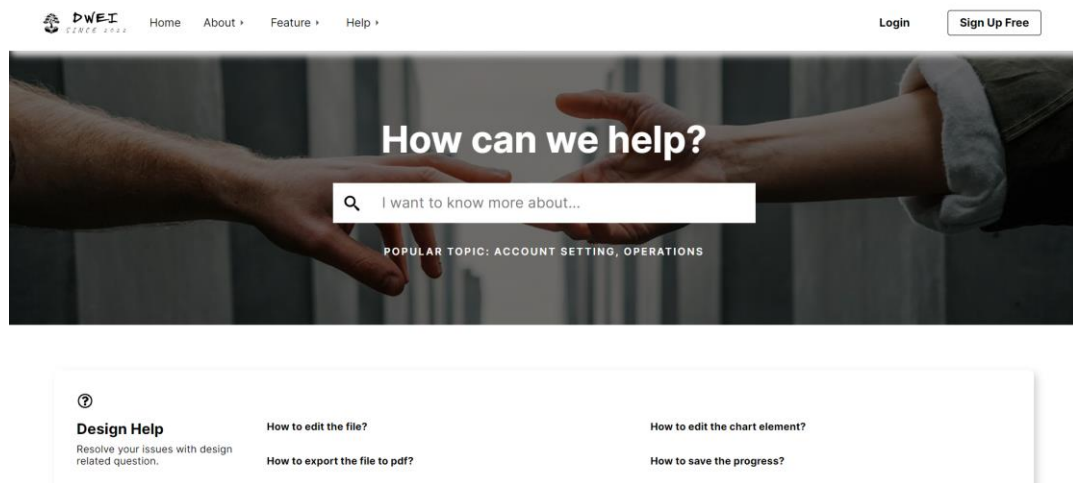 DWEI
SINCE 2022
Home About Feature Help Login Sign Up Free
How can we help?
I want to know more about...
POPULAR TOPIC: ACCOUNT SETTING, OPERATIONS
Design Help
Resolve your issues with design
related question.
How to edit the file?
How to export the file to pdf?
How to edit the chart element?
How to save the progress?